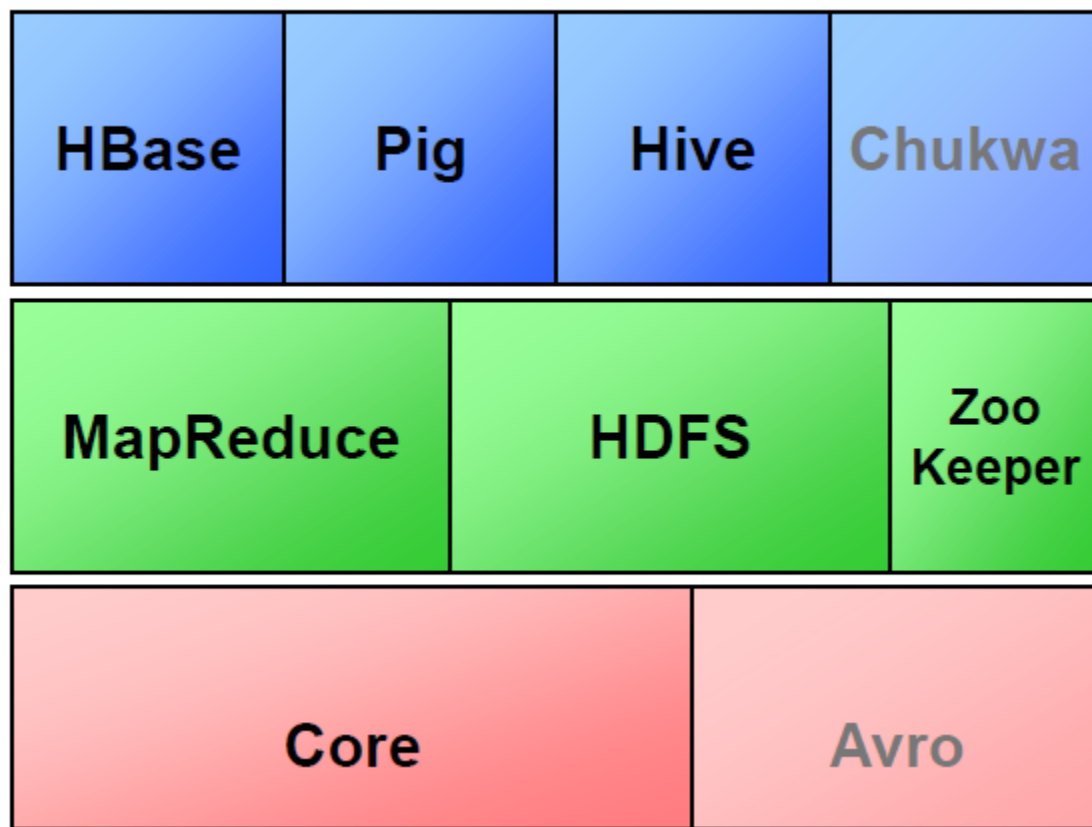 HBase
Pig
Hive
Chukwa
MapReduce
HDFS
Zoo
Keeper
Core
Avro